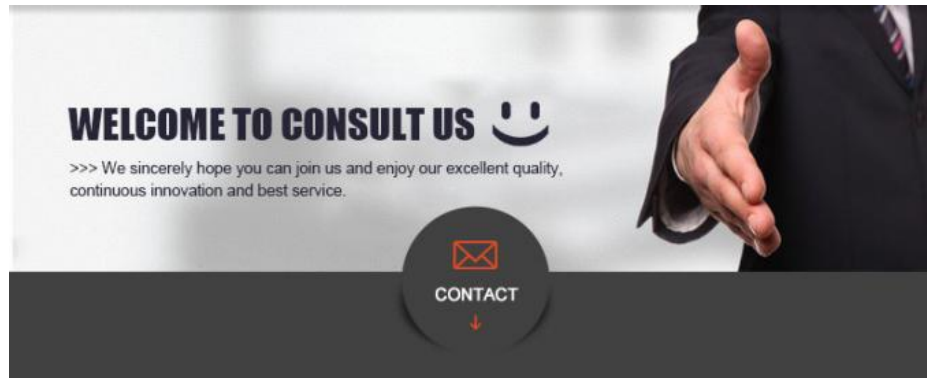 WELCOME TO CONSULT US
>>> We sincerely hope you can join us and enjoy our excellent quality,
continuous innovation and best service.
CONTACT